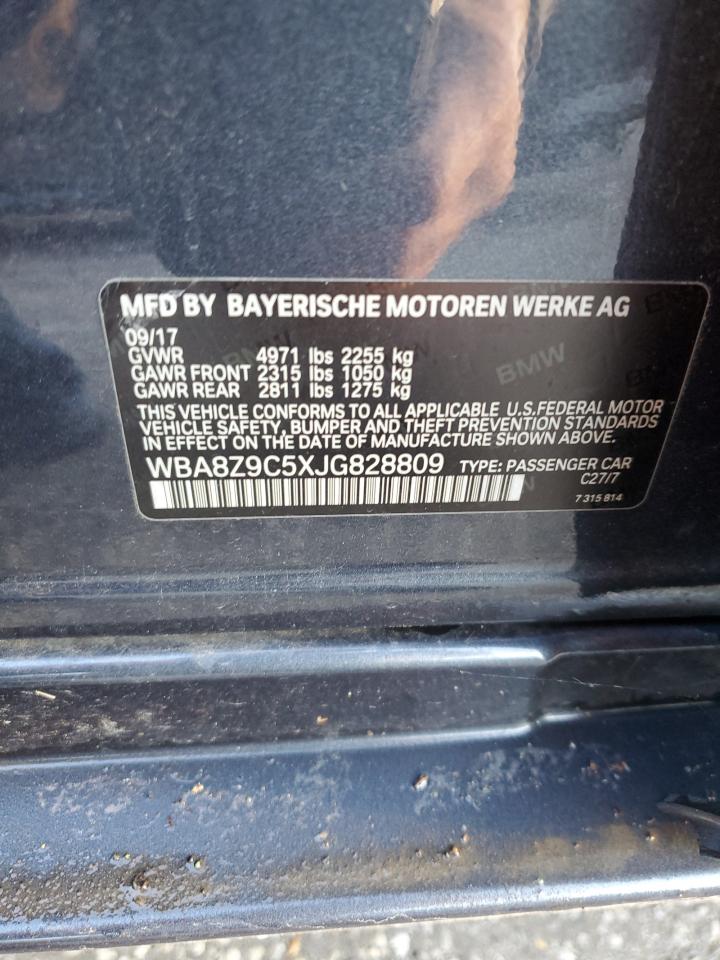 MFD BY BAYERISCHE MOTOREN WERKE AG
09/17
GVWR 4971 lbs 2255 kg
GAWR FRONT 2315 lbs 1050 kg
GAWR REAR 2811 lbs 1275 kg
THIS VEHICLE CONFORMS TO ALL APPLICABLE U.S.FEDERAL MOTOR
VEHICLE SAFETY, BUMPER AND THEFT PREVENTION STANDARDS
IN EFFECT ON THE DATE OF MANUFACTURE SHOWN ABOVE.
WBA8Z9C5XJG828809 TYPE: PASSENGER CAR
C27/7
7 315 814
BMW